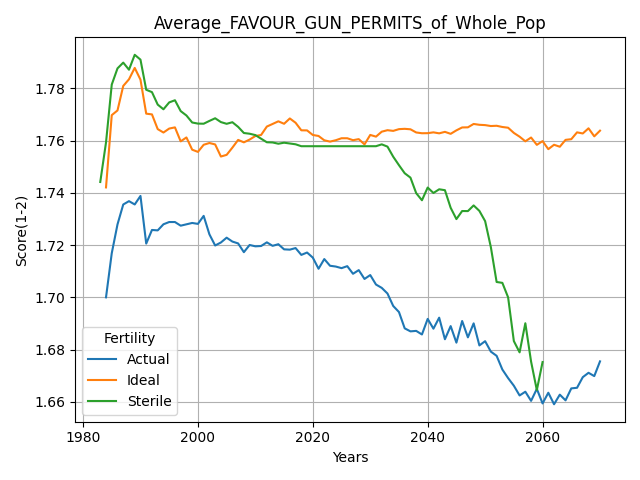 Average_FAVOUR_GUN_PERMITS_of_Whole_Pop
Score(1-2)
1.78
1.76
1.74
1.72
1.70
1.68
1.66
Fertility
Actual
Ideal
Sterile
1980
2000
2020
2040
2060
Years